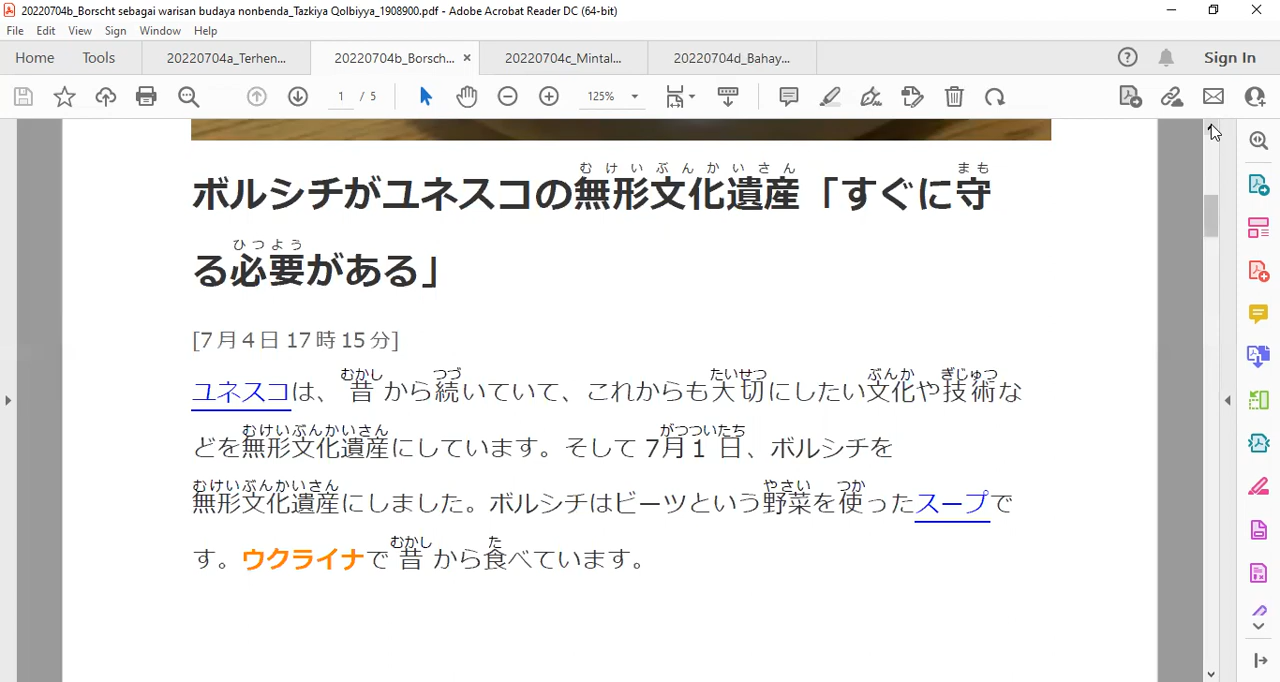 20220704b_Borscht sebagai warisan budaya nonbenda_Tazkiya Qolbiyya_1908900.pdf - Adobe Acrobat Reader DC (64-bit)
File Edit View Sign Window Help
Home Tools 20220704a_Terhen... 20220704b_Borsch... × 20220704c_Mintal... 20220704d_Bahay... Sign In
1 / 5 125%
むけいぶんかいさん まも
ボルシチがユネスコの無形文化遺産「すぐに守
ひつよう
る必要がある」
[7月4日 17時15分]
むかし つづ たいせつ ぶんか ぎじゅつ
ユネスコは、昔から続いていて、これからも大切にしたい文化や技術な
むけいぶんかいさん がつついたち
どを無形文化遺産にしています。そして7月1日、ボルシチを
むけいぶんかいさん やさい つか
無形文化遺産にしました。ボルシチはビーツという野菜を使ったスープで
むかし た
す。ウクライナで昔から食べています。